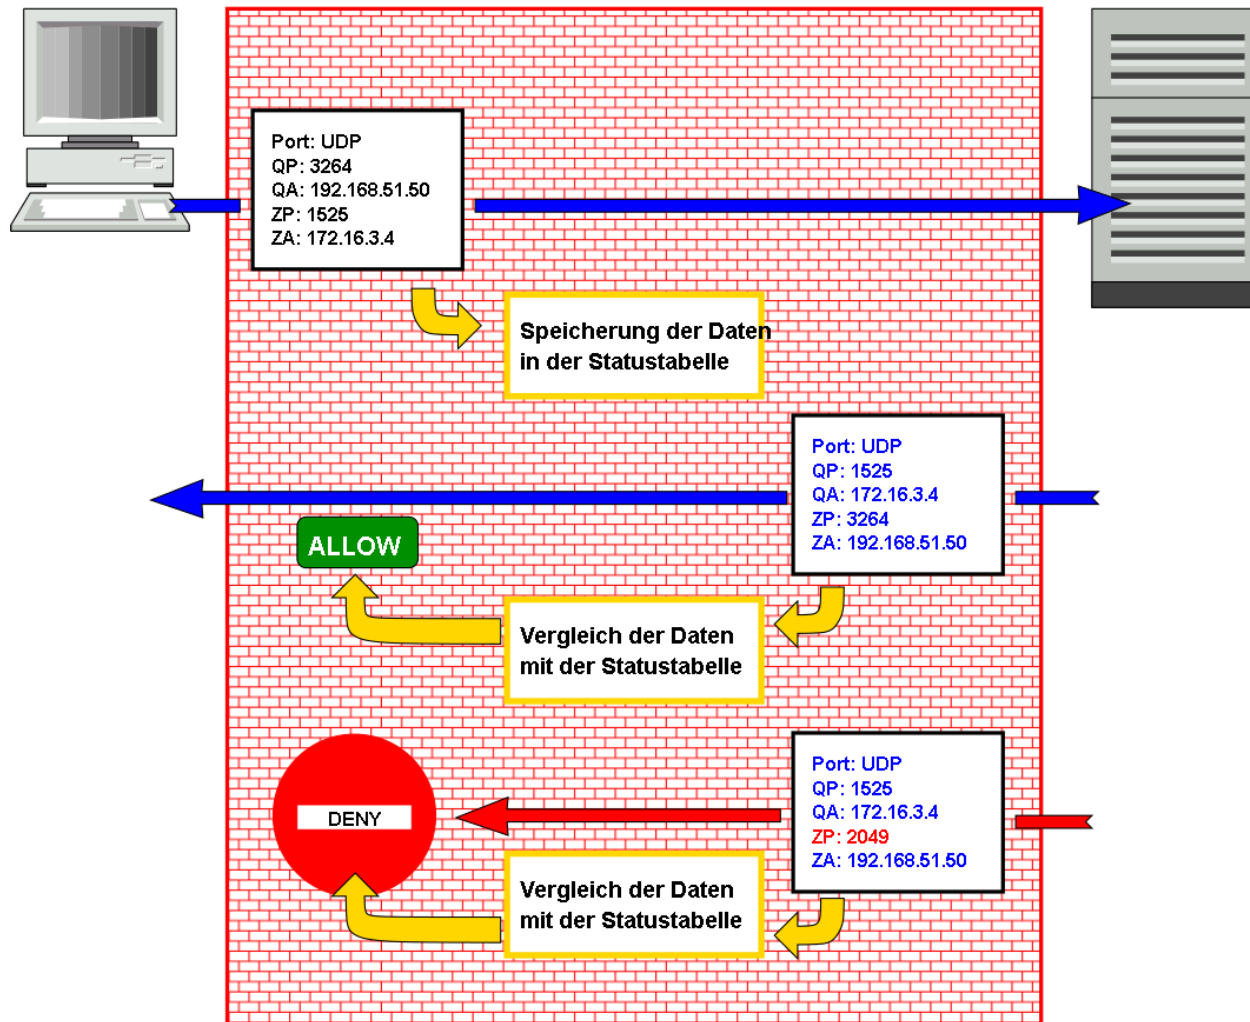 Port: UDP
QP: 3264
QA: 192.168.51.50
ZP: 1525
ZA: 172.16.3.4
Speicherung der Daten
in der Statustabelle
Port: UDP
QP: 1525
QA: 172.16.3.4
ZP: 3264
ZA: 192.168.51.50
ALLOW
Vergleich der Daten
mit der Statustabelle
Port: UDP
QP: 1525
QA: 172.16.3.4
ZP: 2049
ZA: 192.168.51.50
DENY
Vergleich der Daten
mit der Statustabelle